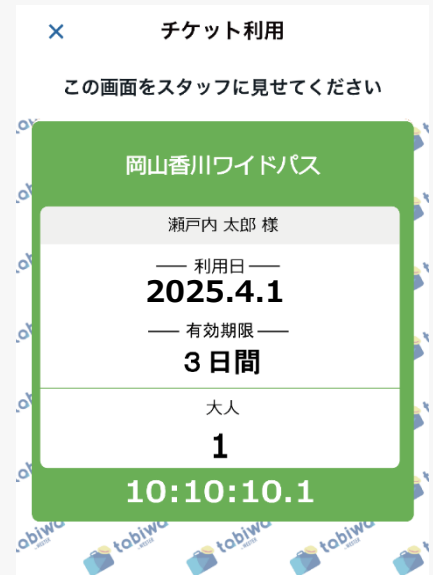 ×
チケット利用
この画面をスタッフに見せてください
岡山香川ワイドパス
瀬戸内 太郎 様
利用日
2025.4.1
有効期限
３日間
大人
1
10:10:10.1
tabiwa
tabiwa
tabiwa